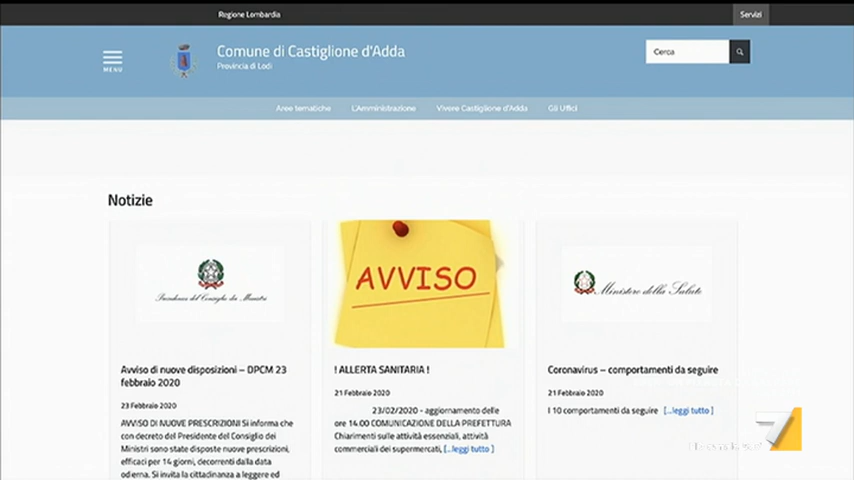 Regione Lombardia
Servizi
MENU
Comune di Castiglione d'Adda
Provincia di Lodi
Cerca
Aree tematiche L'Amministrazione Vivere Castiglione d'Adda Gli Uffici
Notizie
Presidenza del Consiglio dei Ministri
Avviso di nuove disposizioni – DPCM 23
febbraio 2020
23 Febbraio 2020
AVVISO DI NUOVE PRESCRIZIONI Si informa che
con decreto del Presidente del Consiglio dei
Ministri sono state disposte nuove prescrizioni,
efficaci per 14 giorni, decorrenti dalla data
odierna. Si invita la cittadinanza a leggere ed
AVVISO
! ALLERTA SANITARIA !
21 Febbraio 2020
23/02/2020 - aggiornamento delle
ore 14.00 COMUNICAZIONE DELLA PREFETTURA
Chiarimenti sulle attività essenziali, attività
commerciali dei supermercati, [...leggi tutto ]
Ministero della Salute
Coronavirus – comportamenti da seguire
21 Febbraio 2020
I 10 comportamenti da seguire [...leggi tutto ]
7